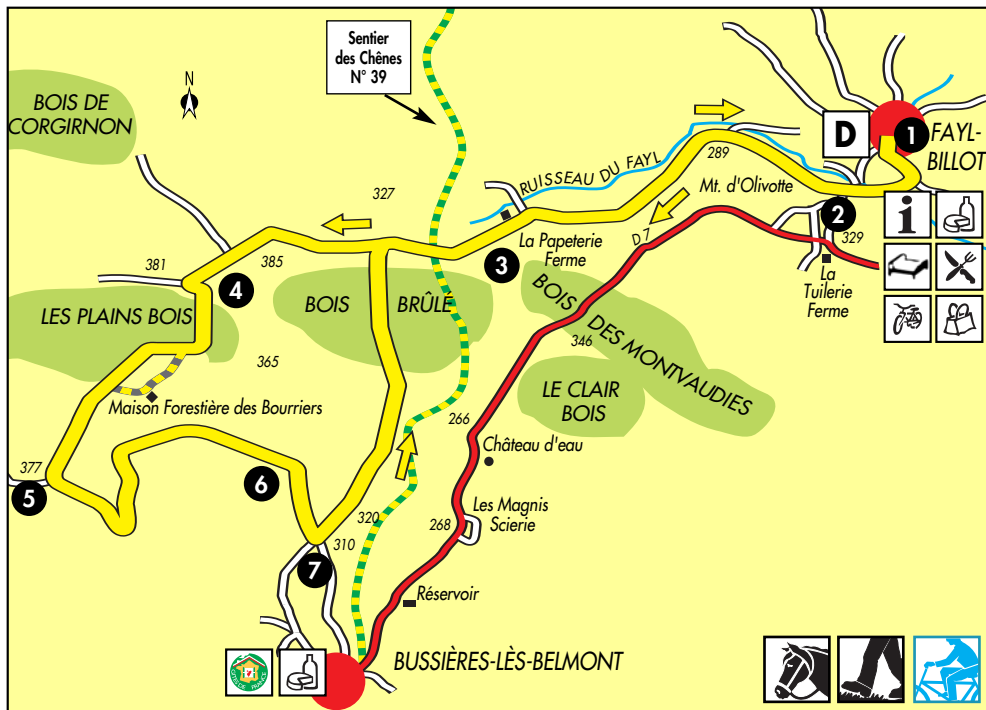 Sentier
des Chênes
N° 39
N
BOIS DE
CORGIRNON
D
1
FAYL-
BILLOT
RUISSEAU DU FAYL
289
Mt. d'Olivotte
327
2
329
i
La Papeterie
Ferme
D 7
La
Tuilerie
Ferme
3
381
385
4
BOIS
BRÛLÉ
BOIS
DES MONTVAUDIES
LES PLAINS BOIS
346
365
LE CLAIR
BOIS
Maison Forestière des Bourriers
266
Château d'eau
377
5
6
Les Magnis
Scierie
320
268
310
7
Réservoir
BUSSIÈRES-LÈS-BELMONT
GÎTES DE FRANCE